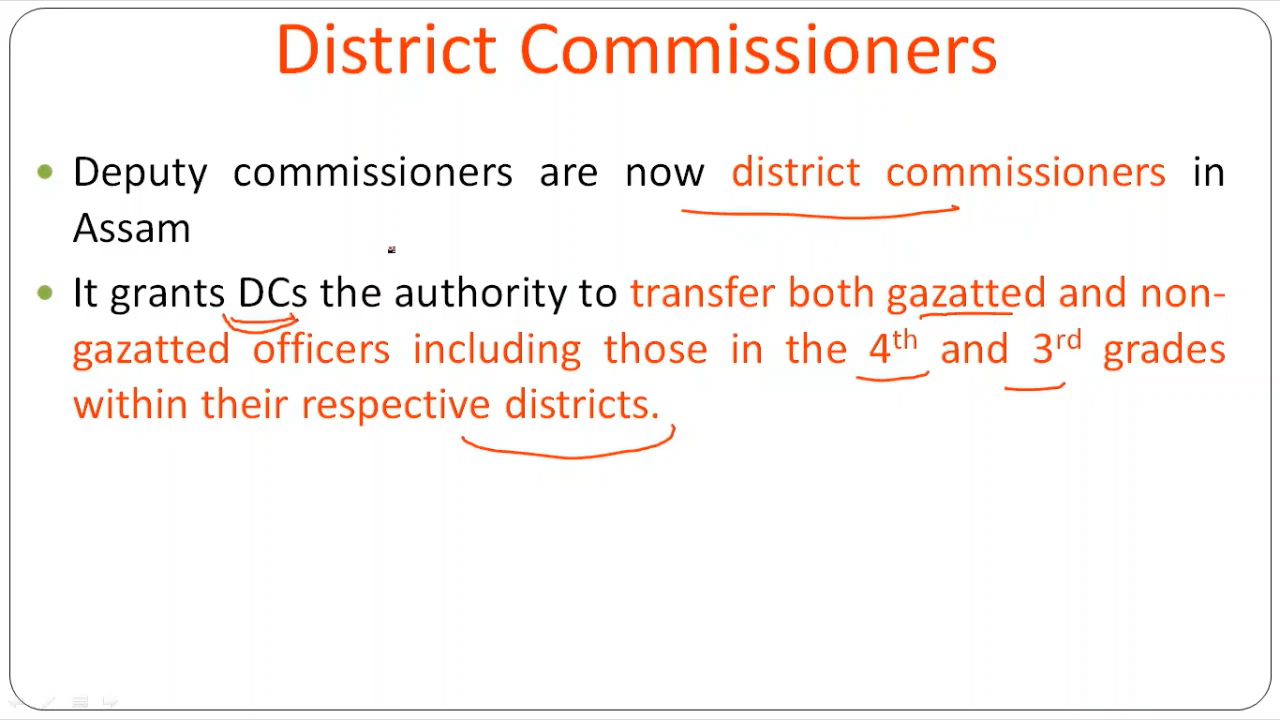 District Commissioners
Deputy commissioners are now district commissioners in
Assam
It grants DCs the authority to transfer both gazatted and non-
gazatted officers including those in the 4th and 3rd grades
within their respective districts.